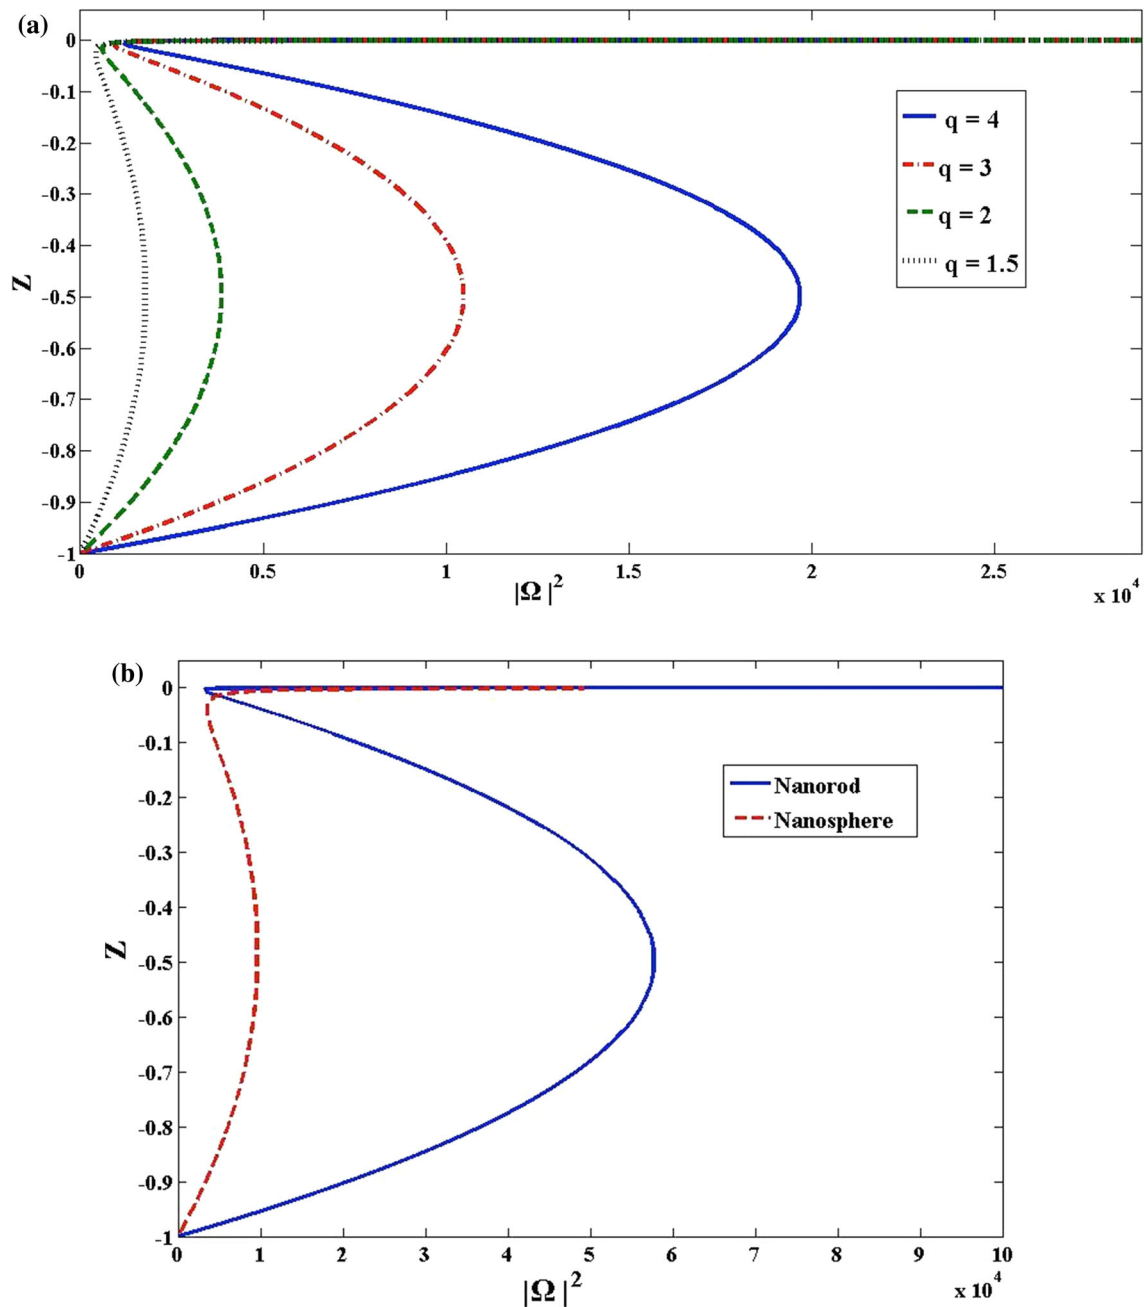 (a)
0
-0.1
-0.2
-0.3
-0.4
-0.5
-0.6
-0.7
-0.8
-0.9
-1
Z
q = 4
q = 3
q = 2
q = 1.5
0 0.5 1 1.5 2 2.5
|Ω|² x 10⁴
(b)
0
-0.1
-0.2
-0.3
-0.4
-0.5
-0.6
-0.7
-0.8
-0.9
-1
Z
Nanorod
Nanosphere
0 1 2 3 4 5 6 7 8 9 10
|Ω|² x 10⁴